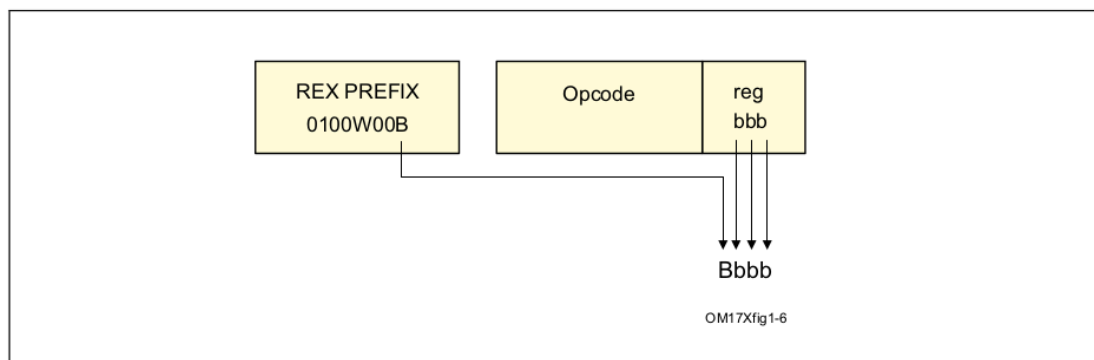 REX PREFIX
0100W00B
Opcode
reg
bbb
Bbbb
OM17Xfig1-6